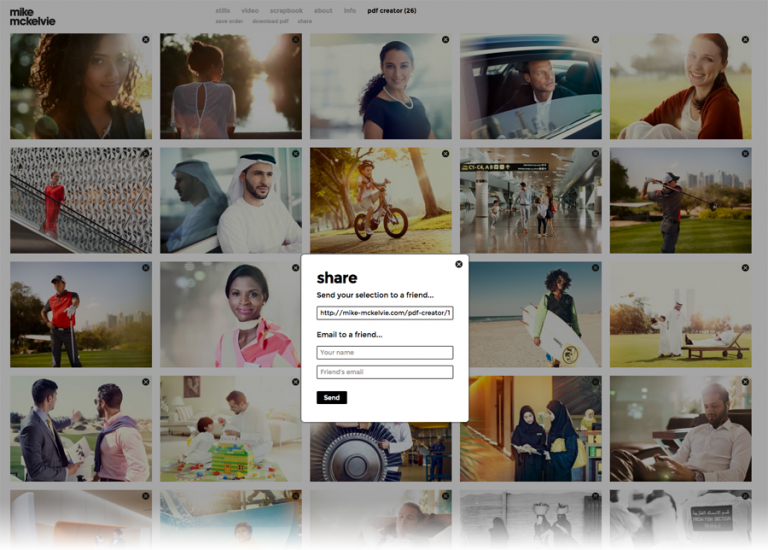 mike
mckelvie
stills video scrapbook about info pdf creator (26)
save order download pdf share
share
Send your selection to a friend...
http://mike-mckelvie.com/pdf-creator/1
Email to a friend...
Your name
Friend's email
Send